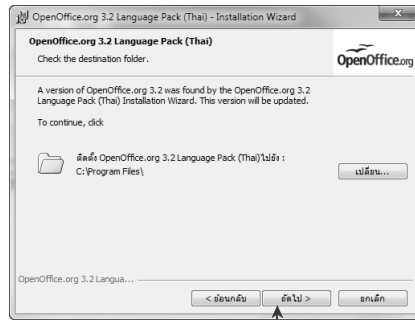 OpenOffice.org 3.2 Language Pack (Thai) - Installation Wizard
OpenOffice.org 3.2 Language Pack (Thai)
Check the destination folder.
OpenOffice.org
A version of OpenOffice.org 3.2 was found by the OpenOffice.org 3.2
Language Pack (Thai) Installation Wizard. This version will be updated.
To continue, click
ติดตั้ง OpenOffice.org 3.2 Language Pack (Thai) ไปยัง :
C:\Program Files\
เปลี่ยน...
OpenOffice.org 3.2 Langua...
< ย้อนกลับ
ถัดไป >
ยกเลิก